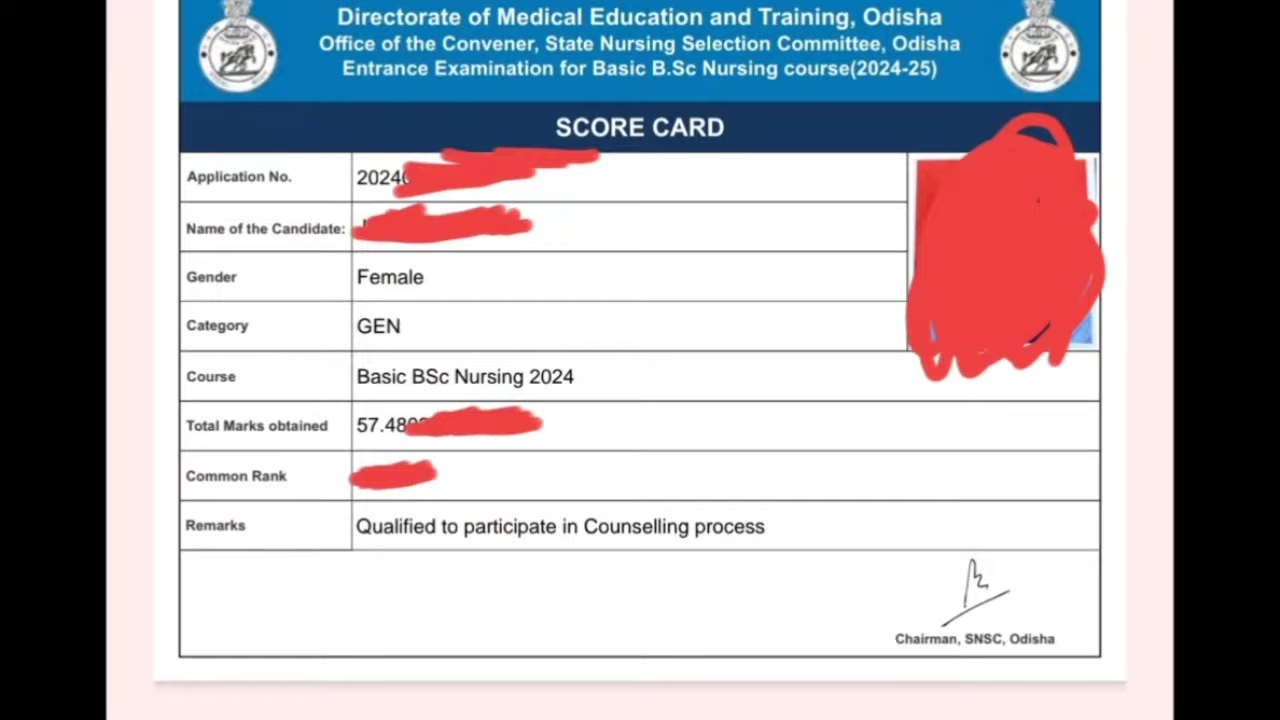 Directorate of Medical Education and Training, Odisha
Office of the Convener, State Nursing Selection Committee, Odisha
Entrance Examination for Basic B.Sc Nursing course(2024-25)
SCORE CARD
Application No. 2024
Name of the Candidate:
Gender Female
Category GEN
Course Basic BSc Nursing 2024
Total Marks obtained 57.48
Common Rank
Remarks Qualified to participate in Counselling process
Chairman, SNSC, Odisha